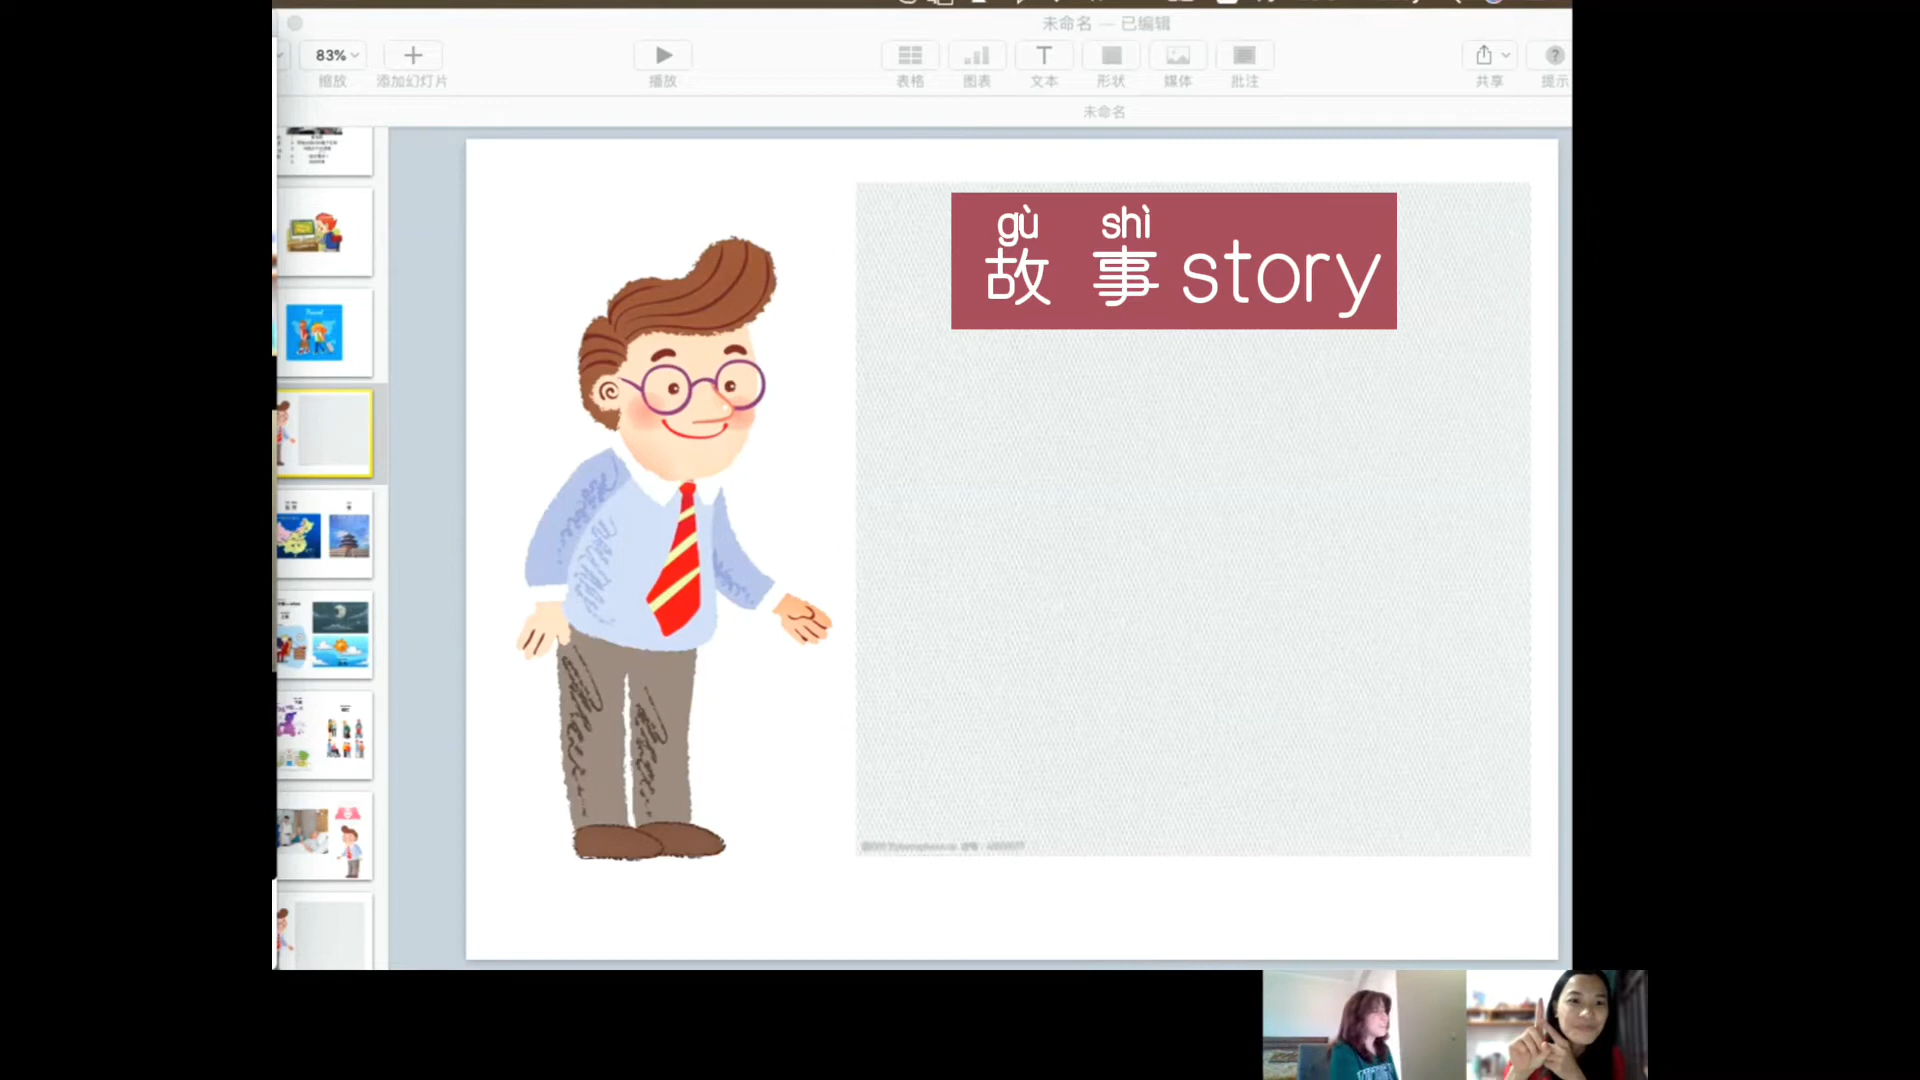 未命名 — 已编辑
83%
缩放
添加幻灯片
播放
表格
图表
文本
形状
媒体
批注
共享
提示
未命名
gù shì
故 事 story
Travel